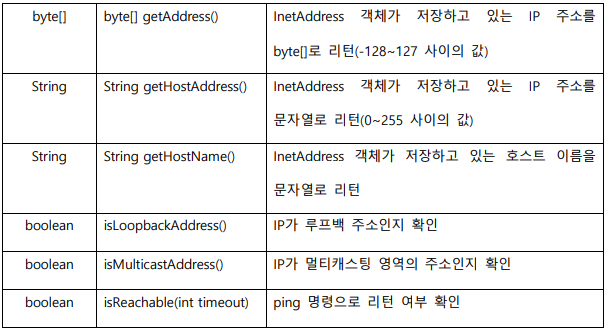 byte[] byte[] getAddress() InetAddress 객체가 저장하고 있는 IP 주소를
byte[]로 리턴(-128~127 사이의 값)
String String getHostAddress() InetAddress 객체가 저장하고 있는 IP 주소를
문자열로 리턴(0~255 사이의 값)
String String getHostName() InetAddress 객체가 저장하고 있는 호스트 이름을
문자열로 리턴
boolean isLoopbackAddress() IP가 루프백 주소인지 확인
boolean isMulticastAddress() IP가 멀티캐스팅 영역의 주소인지 확인
boolean isReachable(int timeout) ping 명령으로 리턴 여부 확인